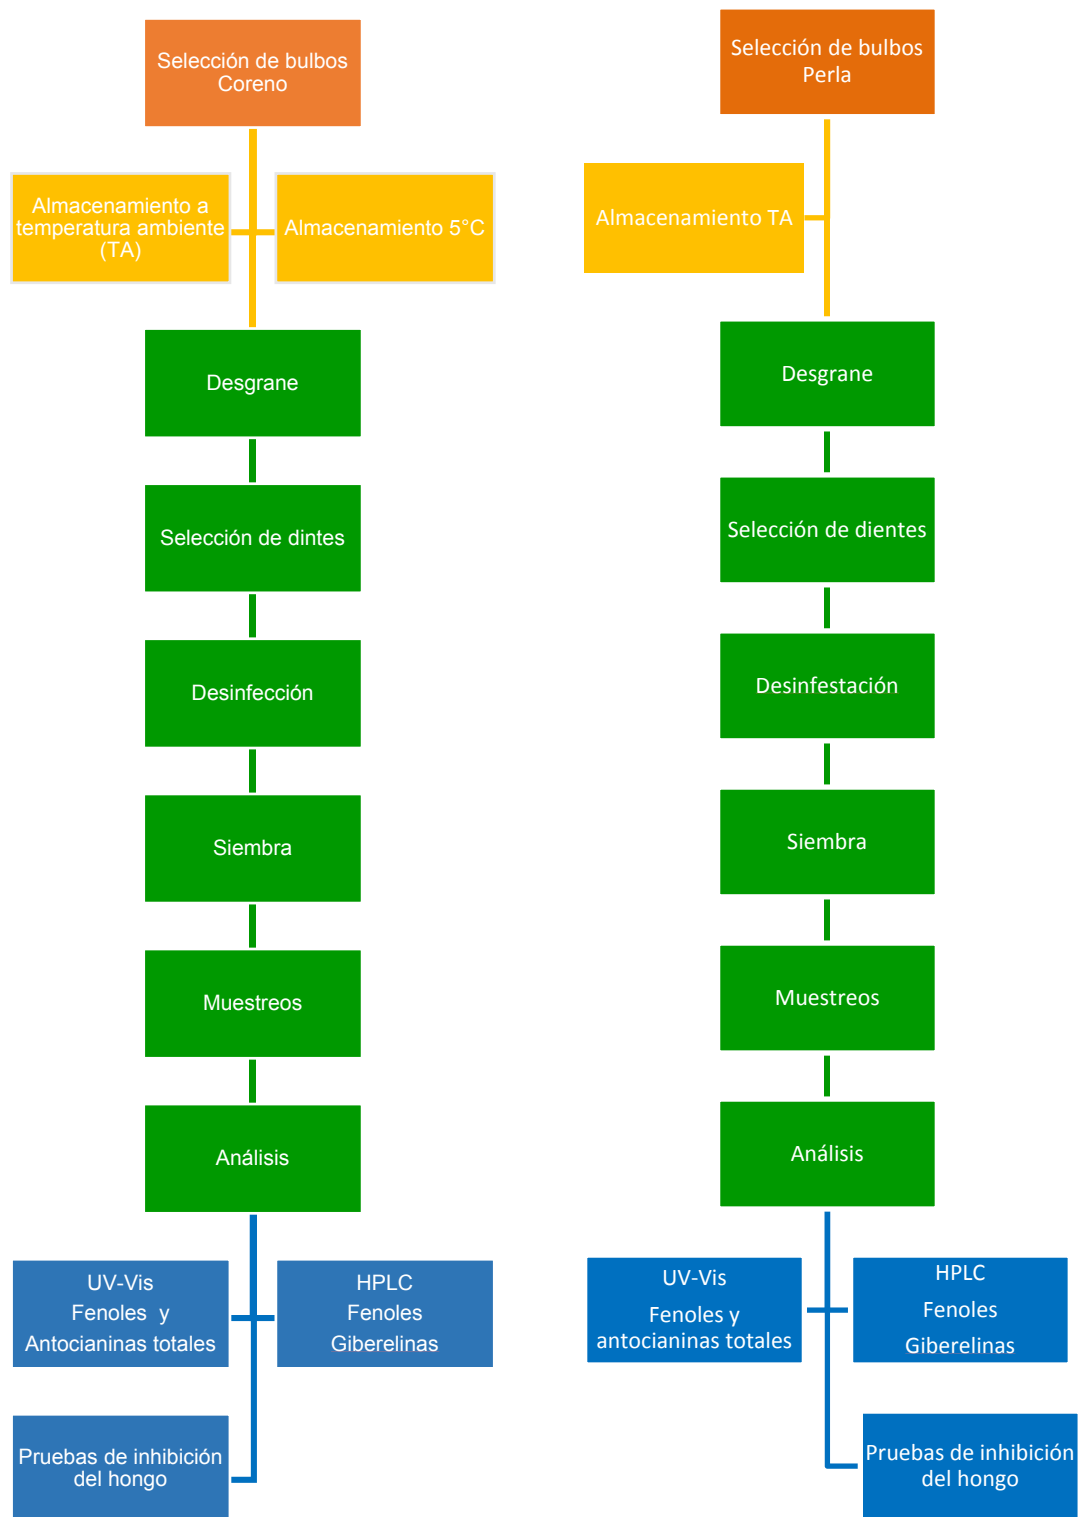 Selección de bulbos
Coreno
Almacenamiento a
temperatura ambiente
(TA)
Almacenamiento 5°C
Desgrane
Selección de dintes
Desinfección
Siembra
Muestreos
Análisis
UV-Vis
Fenoles y
Antocianinas totales
HPLC
Fenoles
Giberelinas
Pruebas de inhibición
del hongo
Selección de bulbos
Perla
Almacenamiento TA
Desgrane
Selección de dientes
Desinfestación
Siembra
Muestreos
Análisis
UV-Vis
Fenoles y
antocianinas totales
HPLC
Fenoles
Giberelinas
Pruebas de inhibición
del hongo